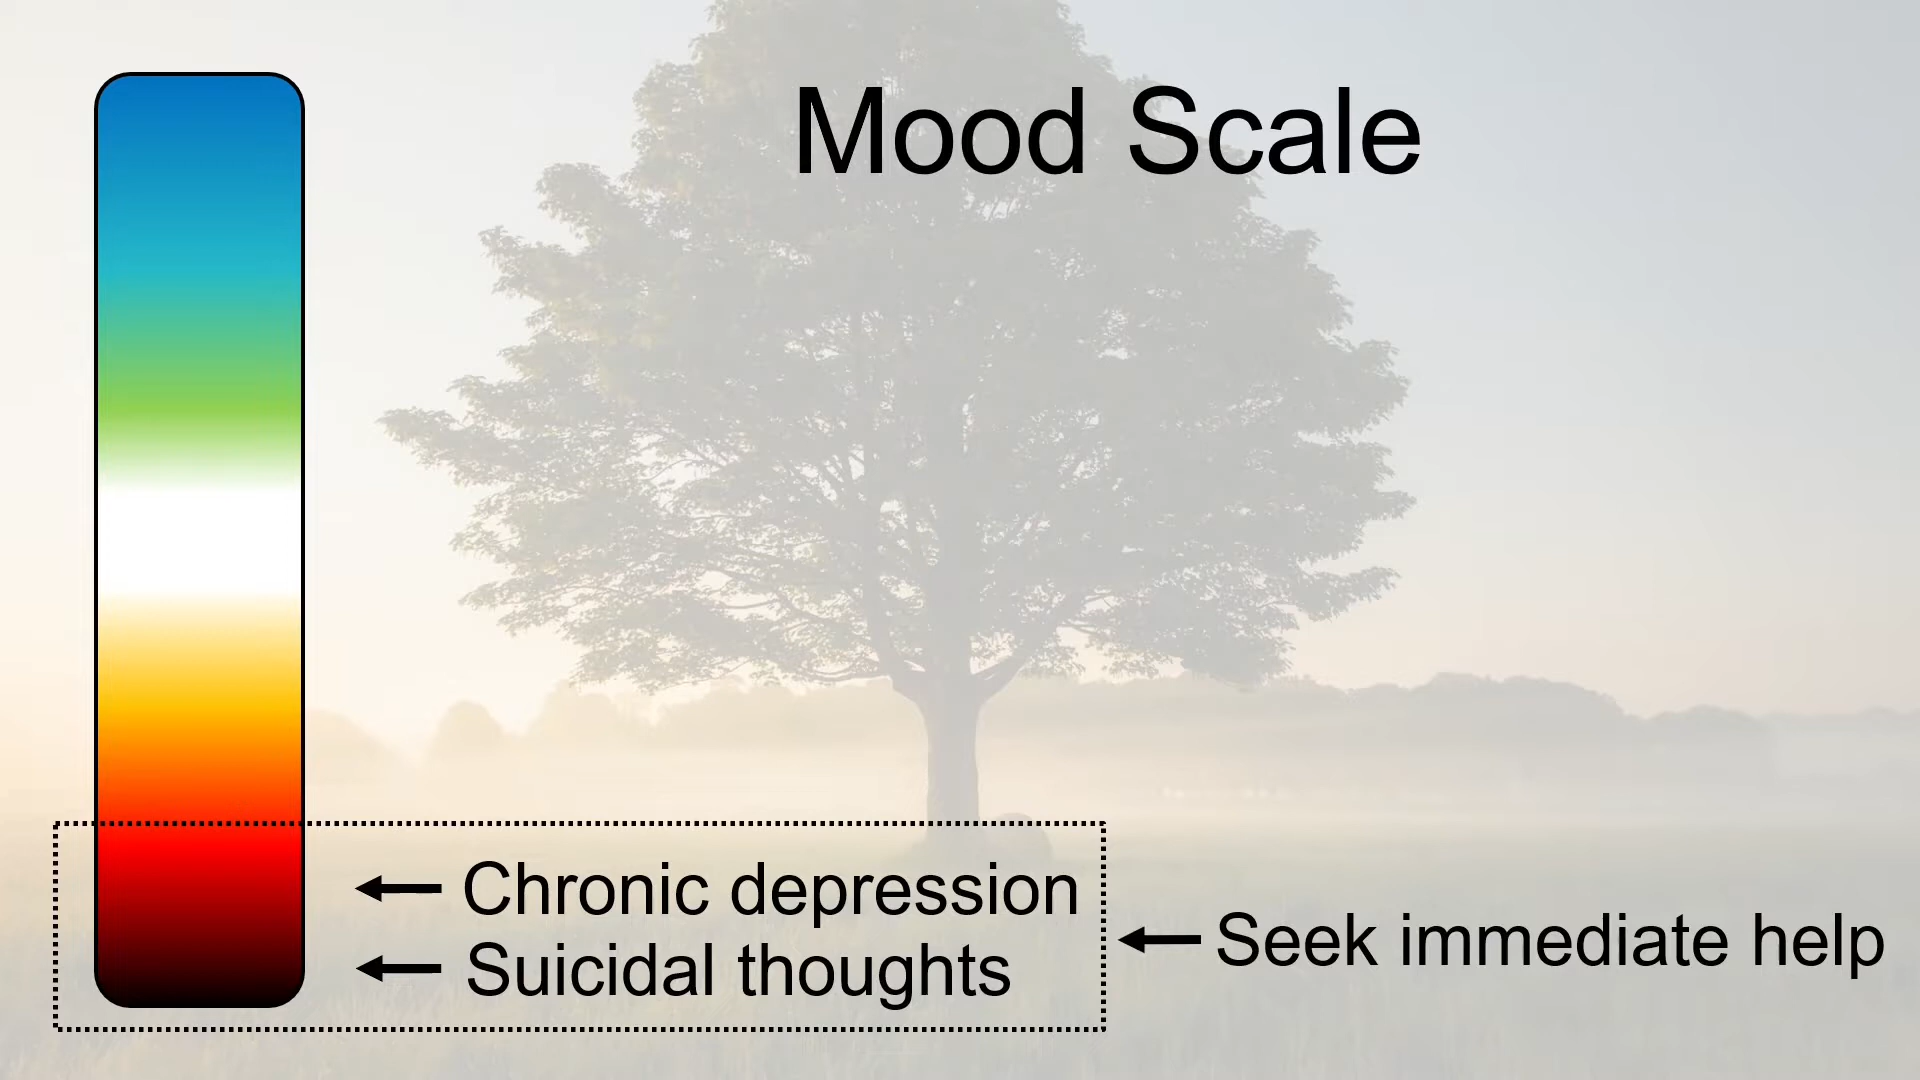 Mood Scale
Chronic depression
Suicidal thoughts
Seek immediate help